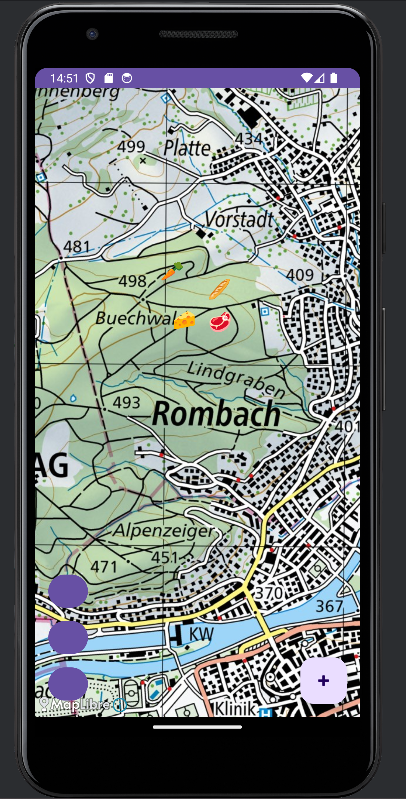 14:51
nnenberg
499
Platte
434
Vorstadt
481
498
409
Buechwal
Lindgraben
493
Rombach
401
AG
Alpenzeiger
471
451
370
367
KW
MapLibre
+
Klinik H